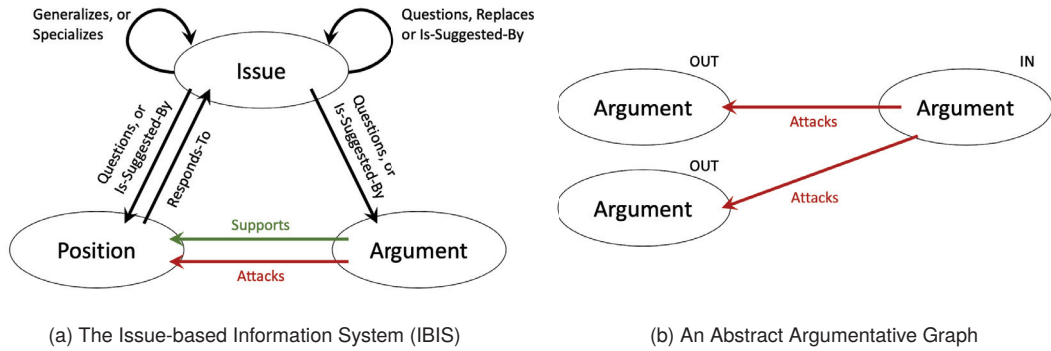 Generalizes, or
Specializes
Questions, Replaces
or Is-Suggested-By
Issue
Questions, or
Is-Suggested-By
Responds-To
Questions, or
Is-Suggested-By
Position
Supports
Attacks
Argument
(a) The Issue-based Information System (IBIS)
OUT
Argument
IN
Argument
Attacks
OUT
Argument
Attacks
(b) An Abstract Argumentative Graph